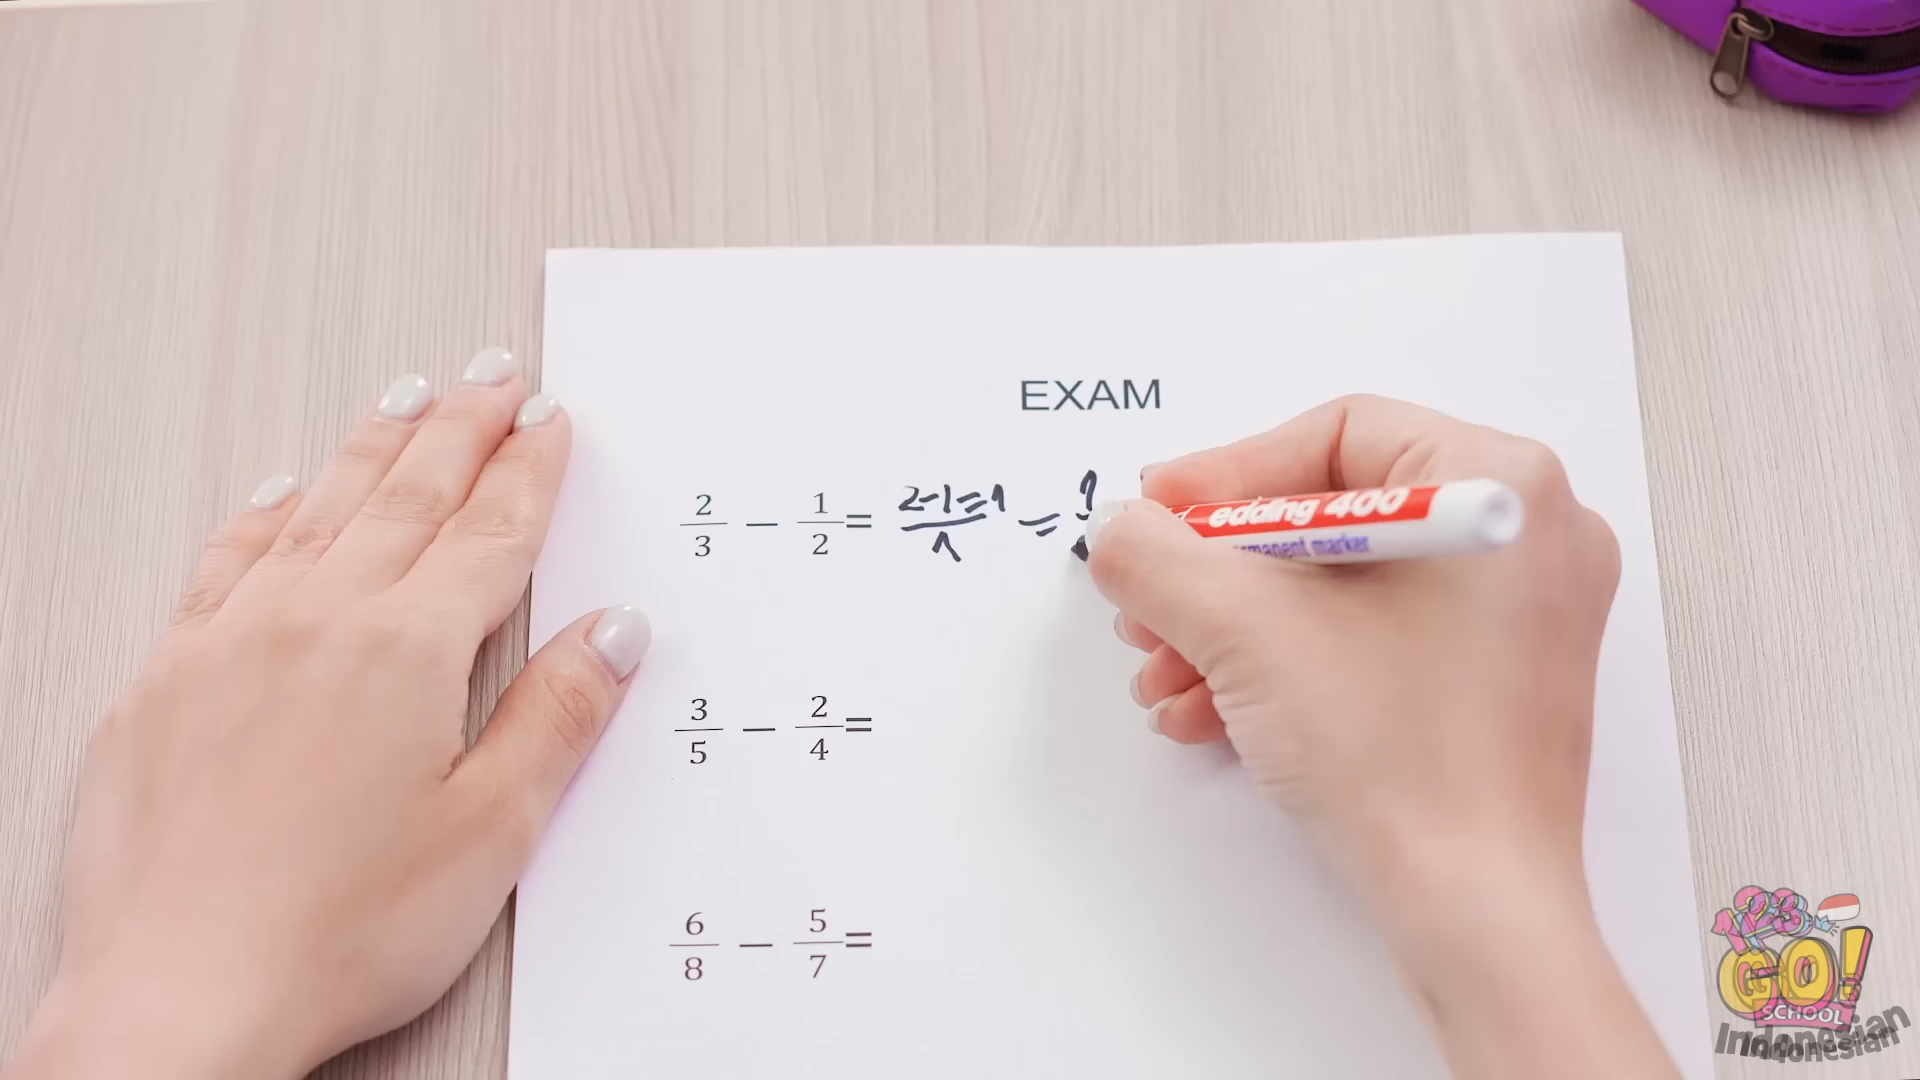 EXAM
2/3 − 1/2 = 2-1=1/1 = 1
edding 400
permanent marker
3/5 − 2/4 =
6/8 − 5/7 =
123
GO!
SCHOOL
Indonesian